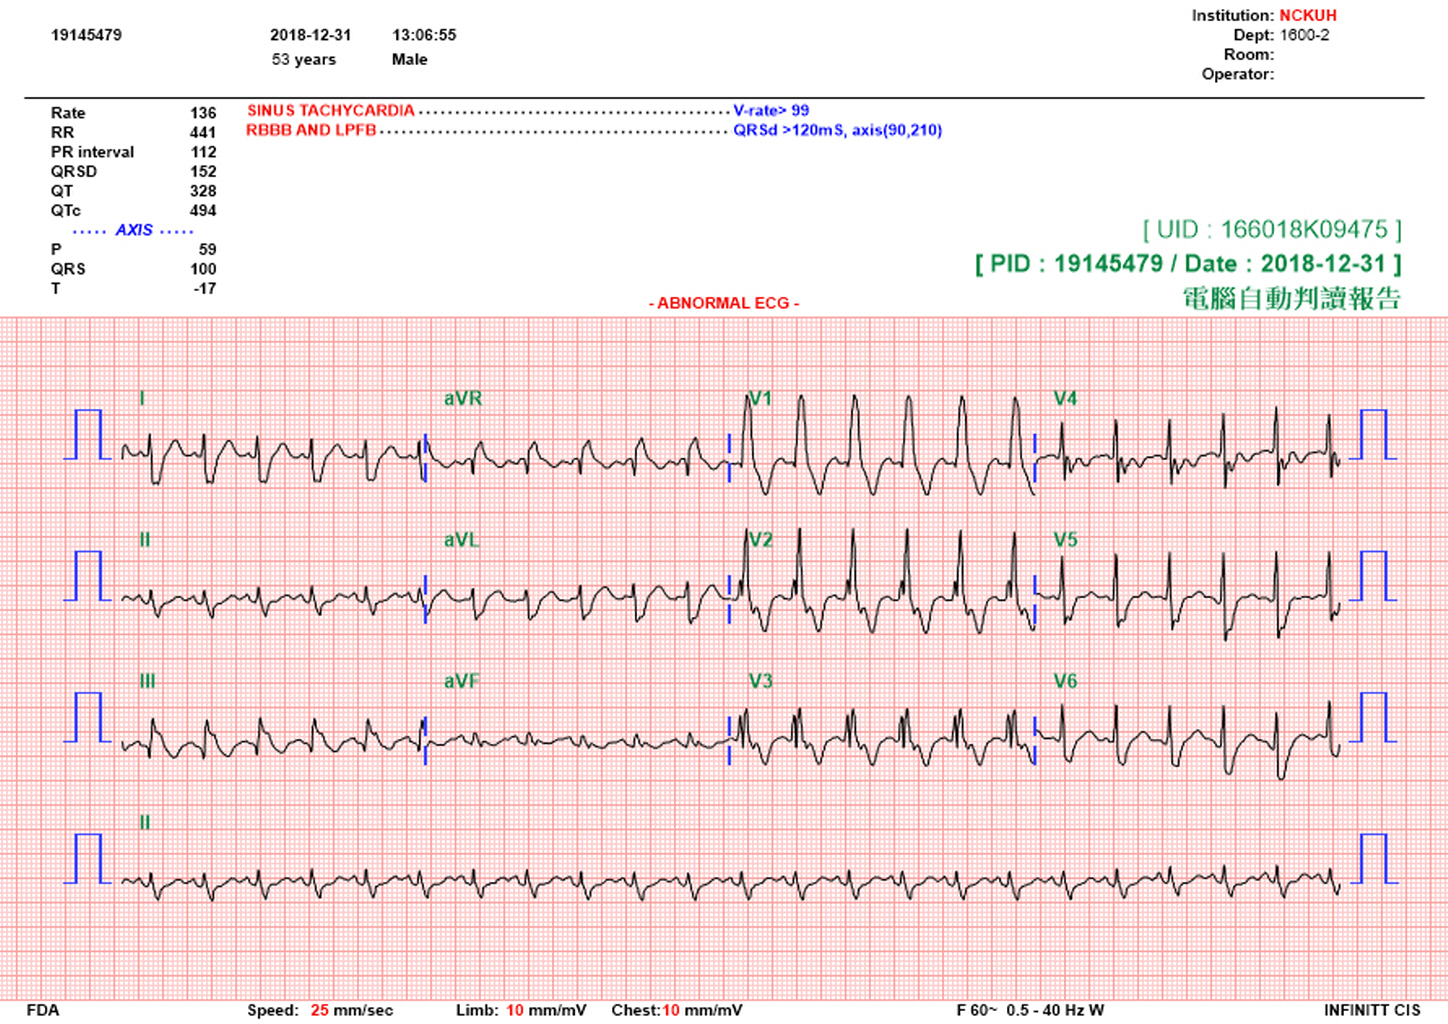 Institution: NCKUH
19145479 2018-12-31 13:06:55 Dept: 1600-2
53 years Male Room:
Operator:
Rate 136 SINUS TACHYCARDIA V-rate> 99
RR 441 RBBB AND LPFB QRSd >120mS, axis(90,210)
PR interval 112
QRSD 152
QT 328
QTc 494
AXIS
P 59
QRS 100
T -17
[ UID : 166018K09475 ]
[ PID : 19145479 / Date : 2018-12-31 ]
電腦自動判讀報告
- ABNORMAL ECG -
I aVR V1 V4
II aVL V2 V5
III aVF V3 V6
II
FDA Speed: 25 mm/sec Limb: 10 mm/mV Chest:10 mm/mV F 60~ 0.5 - 40 Hz W INFINITT CIS